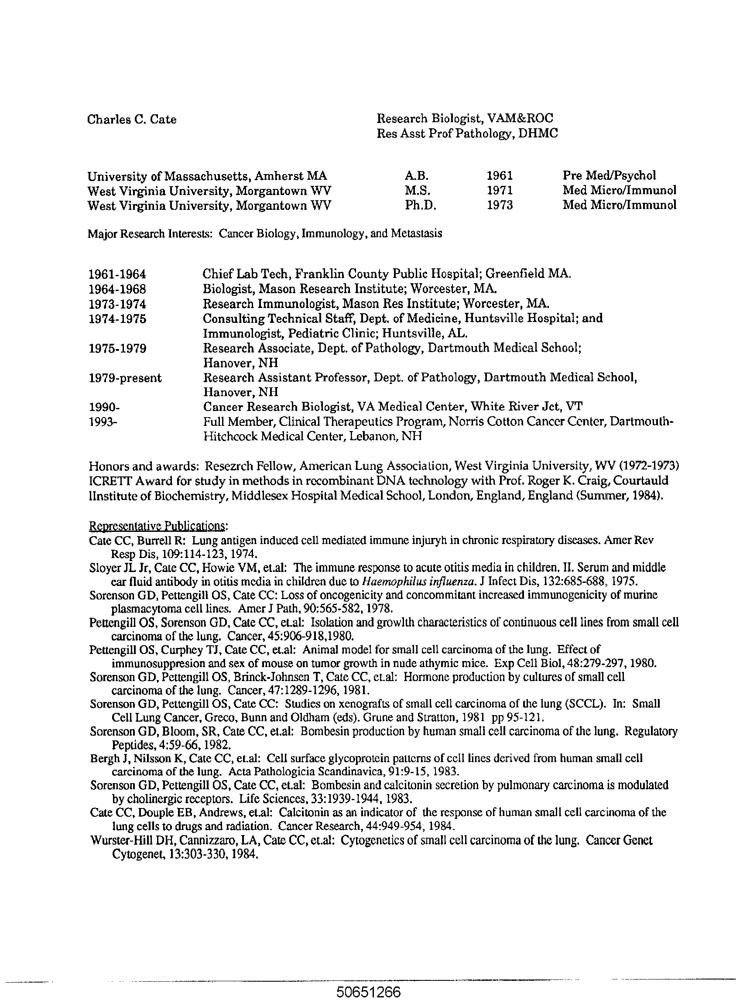 Charles C. Cate Research Biologist, VAM&ROC
Res Asst Prof Pathology, DHMC
University of Massachusetts, Amherst MA A.B. 1961 Pre Med/Psychol
West Virginia University, Morgantown WV M.S. 1971 Med Micro/Immunol
West Virginia University, Morgantown WV Ph.D. 1973 Med Micro/Immunol
Major Research Interests: Cancer Biology, Immunology, and Metastasis
1961-1964 Chief Lab Tech, Franklin County Public Hospital; Greenfield MA.
1964-1968 Biologist, Mason Research Institute; Worcester, MA.
1973-1974 Research Immunologist, Mason Res Institute; Worcester, MA.
1974-1975 Consulting Technical Staff, Dept. of Medicine, Huntsville Hospital; and
Immunologist, Pediatric Clinic; Huntsville, AL.
1975-1979 Research Associate, Dept. of Pathology, Dartmouth Medical School;
Hanover, NH
1979-present Research Assistant Professor, Dept. of Pathology, Dartmouth Medical School,
Hanover, NH
1990- Cancer Research Biologist, VA Medical Center, White River Jct, VT
1993- Full Member, Clinical Therapeutics Program, Norris Cotton Cancer Center, Dartmouth-
Hitchcock Medical Center, Lebanon, NH
Honors and awards: Resezrch Fellow, American Lung Association, West Virginia University, WV (1972-1973)
ICRETT Award for study in methods in recombinant DNA technology with Prof. Roger K. Craig, Courtauld
lInstitute of Biochemistry, Middlesex Hospital Medical School, London, England, England (Summer, 1984).
Representative Publications:
Cate CC, Burrell R: Lung antigen induced cell mediated immune injuryh in chronic respiratory diseases. Amer Rev
Resp Dis, 109:114-123, 1974.
Sloyer JL Jr, Cate CC, Howie VM, et.al: The immune response to acute otitis media in children. II. Serum and middle
ear fluid antibody in otitis media in children due to Haemophilus influenza. J Infect Dis, 132:685-688, 1975.
Sorenson GD, Pettengill OS, Cate CC: Loss of oncogenicity and concommitant increased immunogenicity of murine
plasmacytoma cell lines. Amer J Path, 90:565-582, 1978.
Pettengill OS, Sorenson GD, Cate CC, et.al: Isolation and growlth characteristics of continuous cell lines from small cell
carcinoma of the lung. Cancer, 45:906-918,1980.
Pettengill OS, Curphey TJ, Cate CC, et.al: Animal model for small cell carcinoma of the lung. Effect of
immunosuppresion and sex of mouse on tumor growth in nude athymic mice. Exp Cell Biol, 48:279-297, 1980.
Sorenson GD, Pettengill OS, Brinck-Johnsen T, Cate CC, et.al: Hormone production by cultures of small cell
carcinoma of the lung. Cancer, 47:1289-1296, 1981.
Sorenson GD, Pettengill OS, Cate CC: Studies on xenografts of small cell carcinoma of the lung (SCCL). In: Small
Cell Lung Cancer, Greco, Bunn and Oldham (eds). Grune and Stratton, 1981 pp 95-121.
Sorenson GD, Bloom, SR, Cate CC, et.al: Bombesin production by human small cell carcinoma of the lung. Regulatory
Peptides, 4:59-66, 1982.
Bergh J, Nilsson K, Cate CC, et.al: Cell surface glycoprotein patterns of cell lines derived from human small cell
carcinoma of the lung. Acta Pathologicia Scandinavica, 91:9-15, 1983.
Sorenson GD, Pettengill OS, Cate CC, et.al: Bombesin and calcitonin secretion by pulmonary carcinoma is modulated
by cholinergic receptors. Life Sciences, 33:1939-1944, 1983.
Cate CC, Douple EB, Andrews, et.al: Calcitonin as an indicator of the response of human small cell carcinoma of the
lung cells to drugs and radiation. Cancer Research, 44:949-954, 1984.
Wurster-Hill DH, Cannizzaro, LA, Cate CC, et.al: Cytogenetics of small cell carcinoma of the lung. Cancer Genet
Cytogenet, 13:303-330, 1984.
50651266